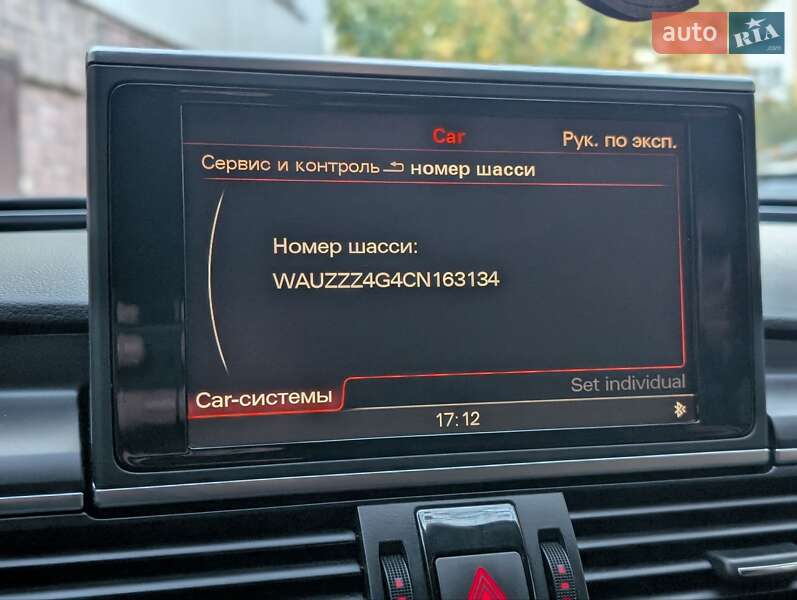 auto RIA
.com
Car
Рук. по эксп.
Сервис и контроль номер шасси
Номер шасси:
WAUZZZ4G4CN163134
Set individual
Car-системы
17:12